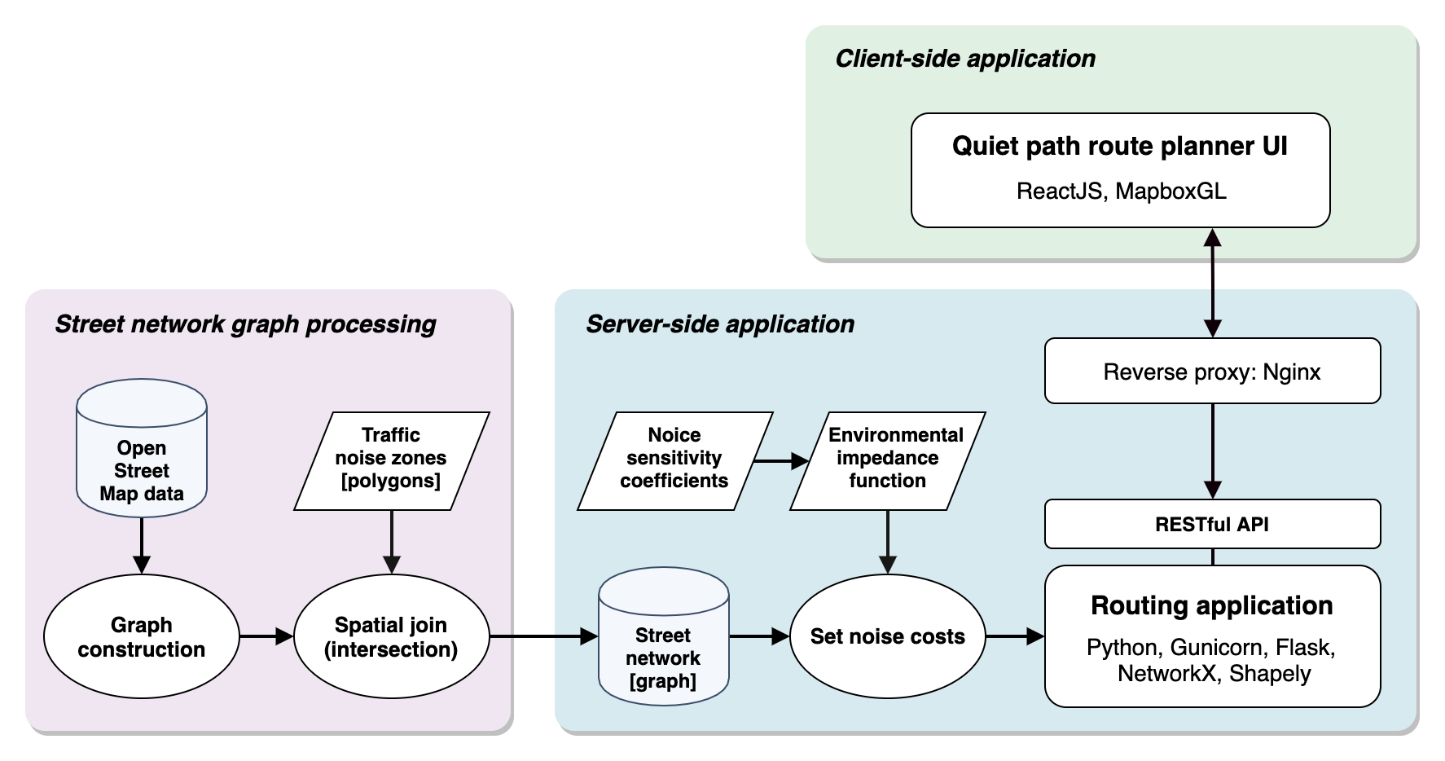 Client-side application
Quiet path route planner UI
ReactJS, MapboxGL
Street network graph processing
Open
Street
Map data
Traffic
noise zones
[polygons]
Graph
construction
Spatial join
(intersection)
Server-side application
Noice
sensitivity
coefficients
Environmental
impedance
function
Street
network
[graph]
Set noise costs
Reverse proxy: Nginx
RESTful API
Routing application
Python, Gunicorn, Flask,
NetworkX, Shapely